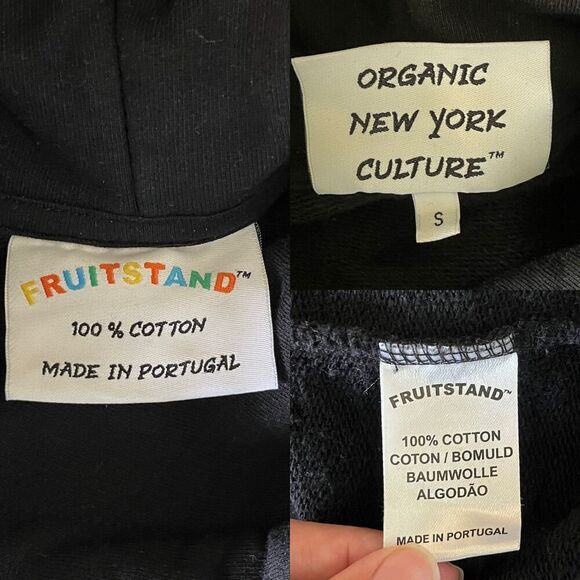 FRUITSTAND™
100 % COTTON
MADE IN PORTUGAL
ORGANIC
NEW YORK
CULTURE™
S
FRUITSTAND™
100% COTTON
COTON / BOMULD
BAUMWOLLE
ALGODÃO
MADE IN PORTUGAL